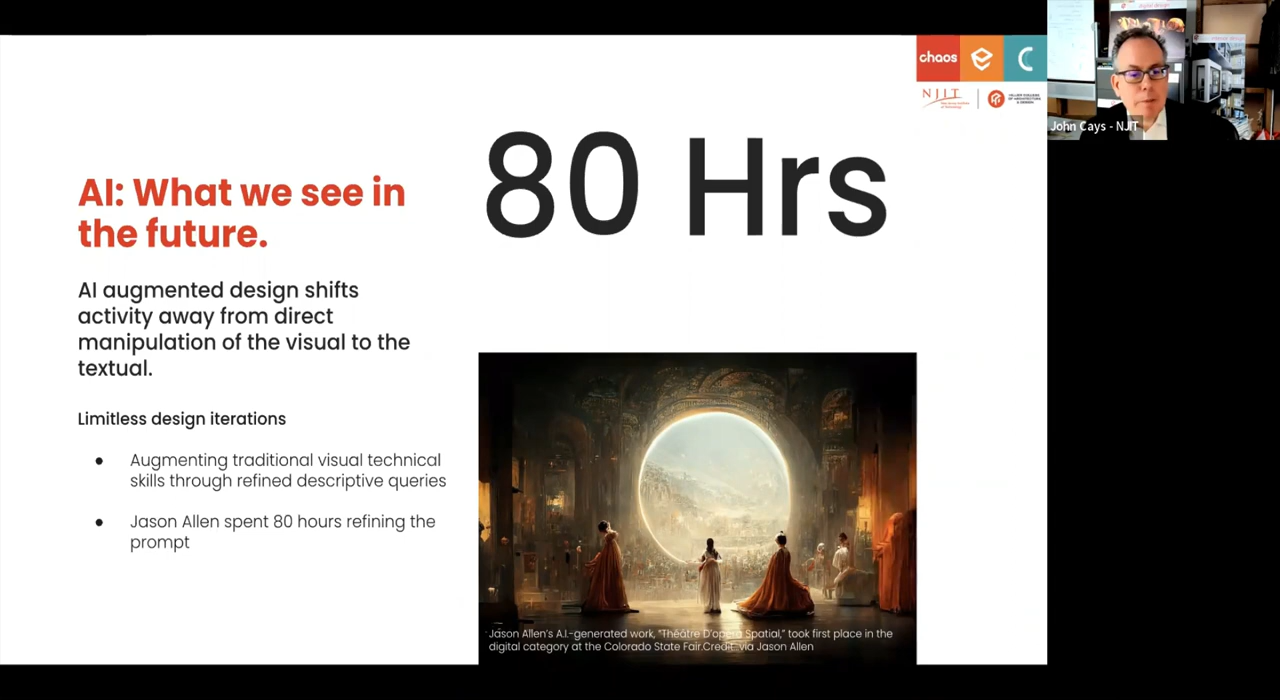 chaos
NJIT
80 Hrs
AI: What we see in
the future.
AI augmented design shifts
activity away from direct
manipulation of the visual to the
textual.
Limitless design iterations
● Augmenting traditional visual technical
skills through refined descriptive queries
● Jason Allen spent 80 hours refining the
prompt
Jason Allen's A.I.-generated work, "Théâtre D'opéra Spatial," took first place in the
digital category at the Colorado State Fair.Credit...via Jason Allen
John Cays - NJIT